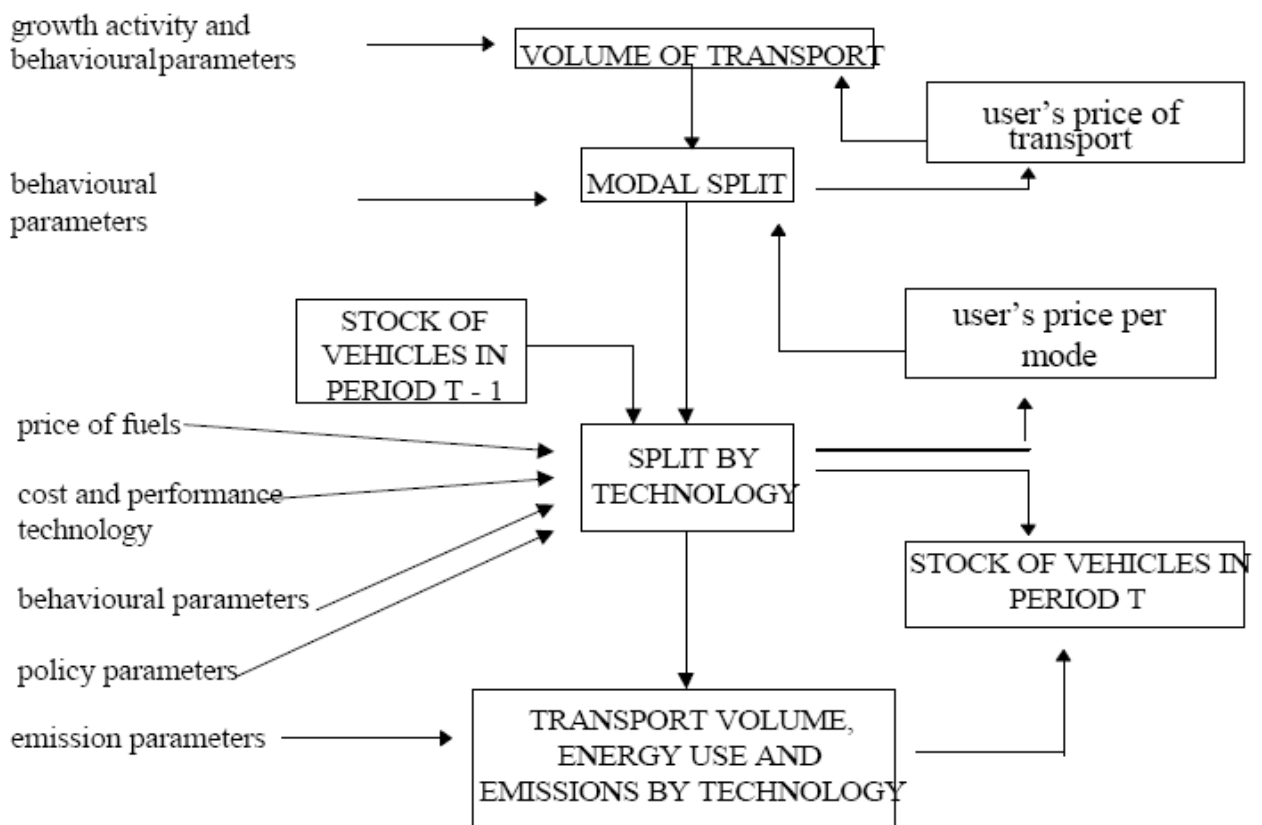 growth activity and
behavioural parameters
VOLUME OF TRANSPORT
user's price of
transport
behavioural
parameters
MODAL SPLIT
user's price per
mode
STOCK OF
VEHICLES IN
PERIOD T - 1
price of fuels
cost and performance
technology
behavioural parameters
policy parameters
SPLIT BY
TECHNOLOGY
STOCK OF VEHICLES IN
PERIOD T
emission parameters
TRANSPORT VOLUME,
ENERGY USE AND
EMISSIONS BY TECHNOLOGY